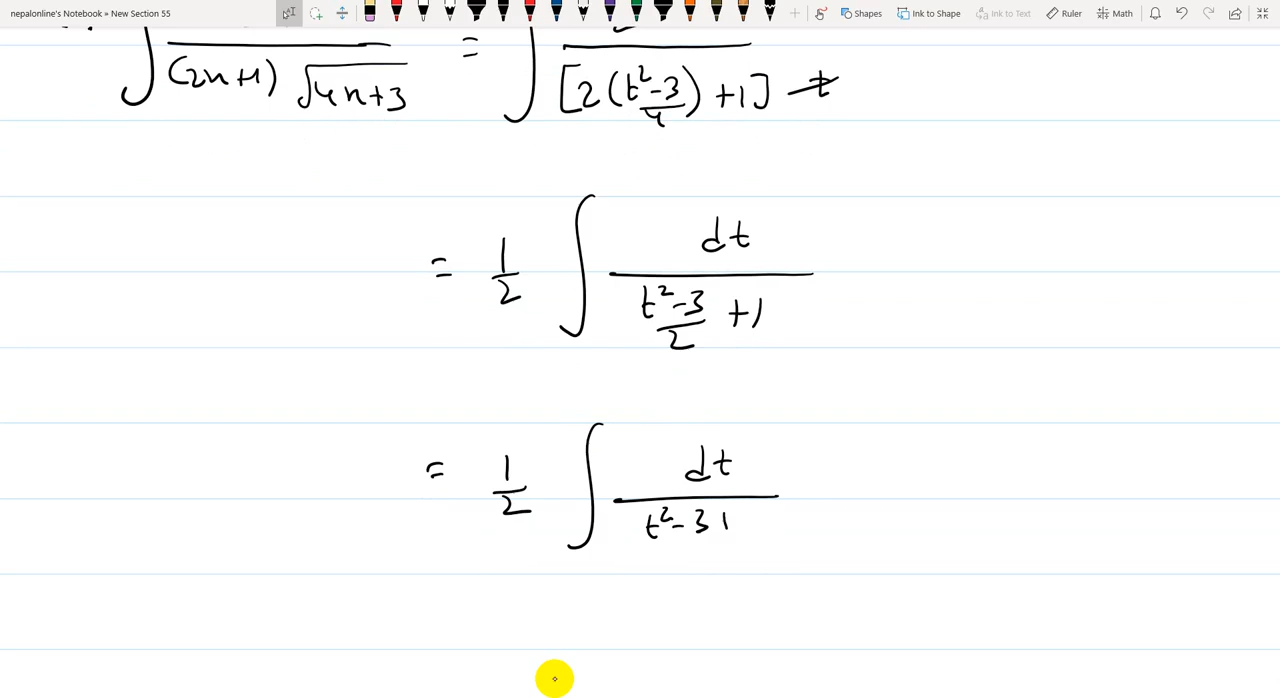 nepalonline's Notebook » New Section 55
Shapes Ink to Shape Ink to Text Ruler Math
∫ (2x+1) √4x+3 = ∫ [2(t²-3/4)+1] t
= 1/2 ∫ dt / (t²-3/2 + 1)
= 1/2 ∫ dt / t²-3 1